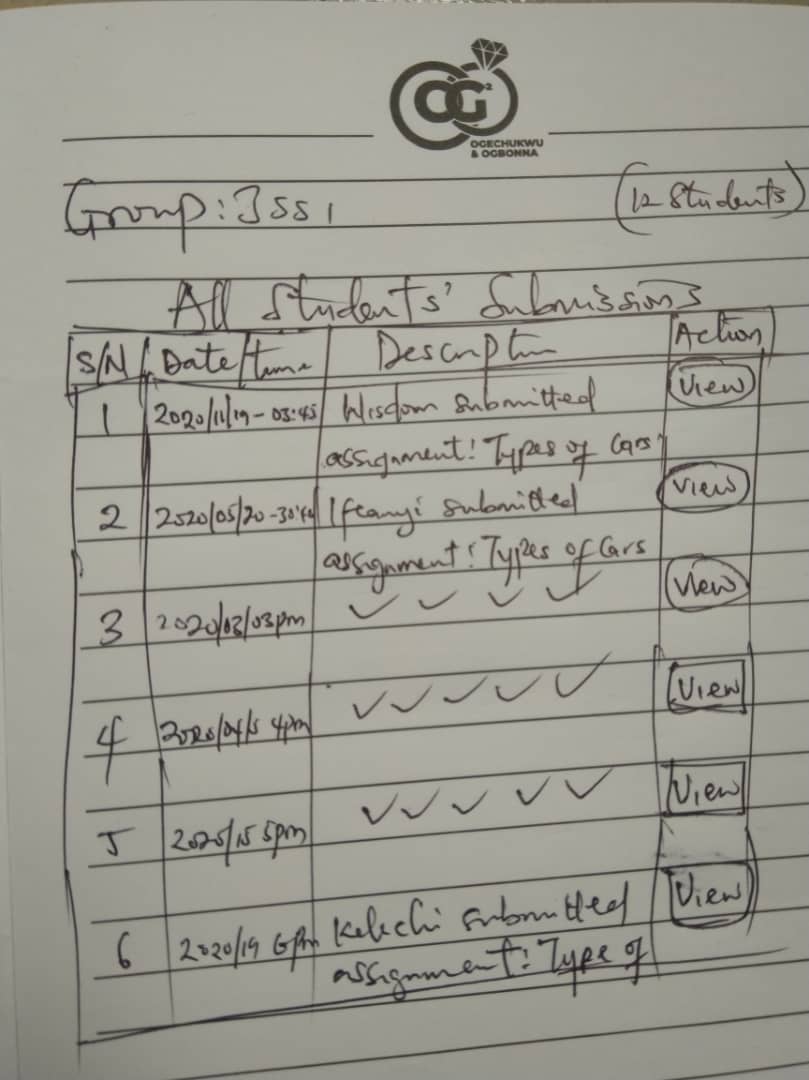 OG²
OGECHUKWU
& OGBONNA
Group: JSS 1 (12 Students)
All Students' Submissions
S/N Date/time Description Action
1 2020/11/19 - 03:45 Wisdom submitted View
assignment: Types of Cars
2 2020/05/20 - Ifeanyi submitted View
assignment: Types of Cars
3 2020/03/03pm ✓ ✓ ✓ ✓ View
4 2020/04/5 4pm ✓ ✓ ✓ ✓ ✓ View
5 2020/15 5pm ✓ ✓ ✓ ✓ ✓ View
6 2020/19 6pm Kelechi submitted View
assignment: Type of